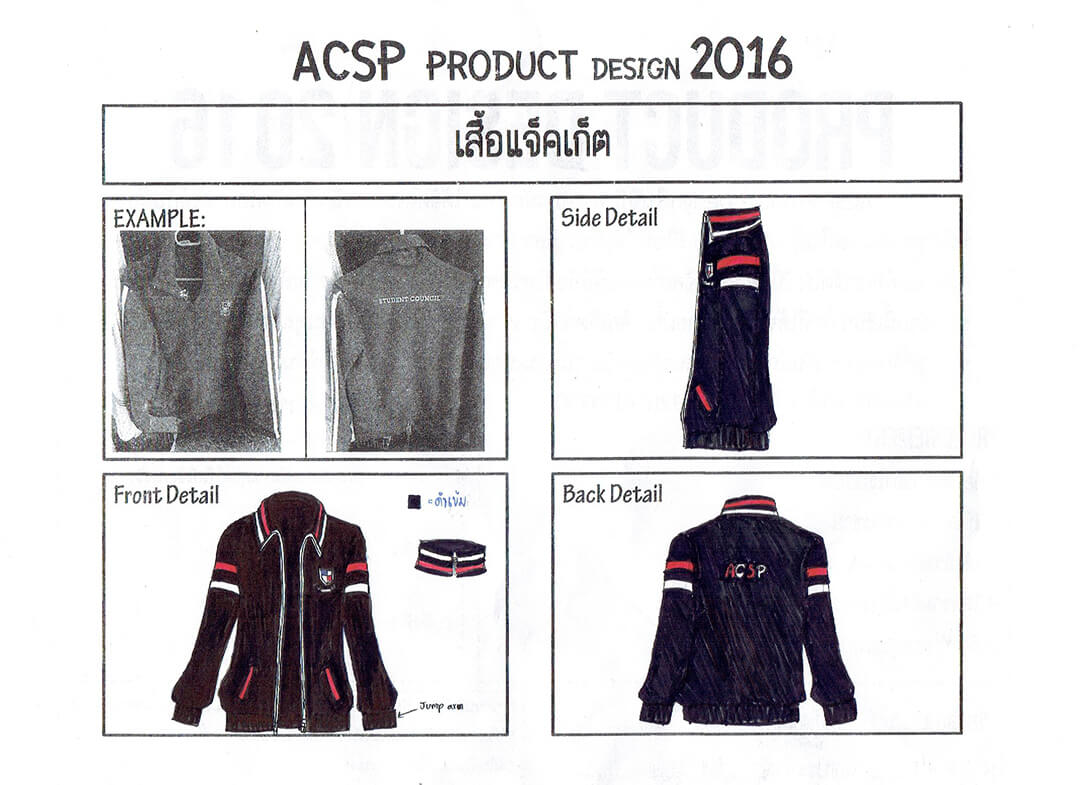 ACSP PRODUCT DESIGN 2016
เสื้อแจ็คเก็ต
EXAMPLE:
STUDENT COUNCIL
Side Detail
Front Detail
=ดำเข้ม
Jump arm
Back Detail
ACSP